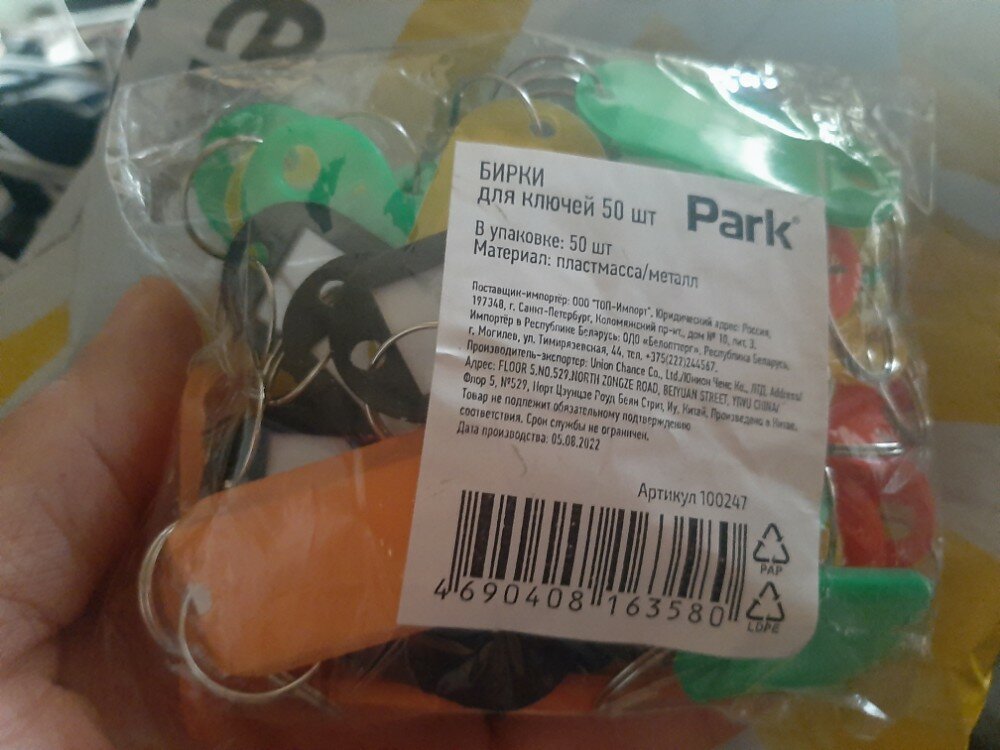 БИРКИ
для ключей 50 шт
Park®
В упаковке: 50 шт
Материал: пластмасса/металл
Поставщик-импортёр: ООО "ТОП-Импорт". Юридический адрес: Россия,
197348, г. Санкт-Петербург, Коломяжский пр-кт, дом № 10, лит. З.
Импортёр в Республике Беларусь: ОДО «Белоптторг», Республика Беларусь,
г. Могилев, ул. Тимирязевская, 44, тел. +375(222)244567.
Производитель-экспортер: Union Chance Co., Ltd./Юнион Ченс Ко., ЛТД. Address/
Адрес: FLOOR 5.NO.529.NORTH ZONGZE ROAD, BEIYUAN STREET, YIWU CHINA/
Флор 5, №529, Норт Цзунцзе Роуд Беян Стрит, Иу, Китай. Произведено в Китае.
Товар не подлежит обязательному подтверждению
соответствия. Срок службы не ограничен.
Дата производства: 05.08.2022
Артикул 100247
4 690408 163580
PAP
LDPE